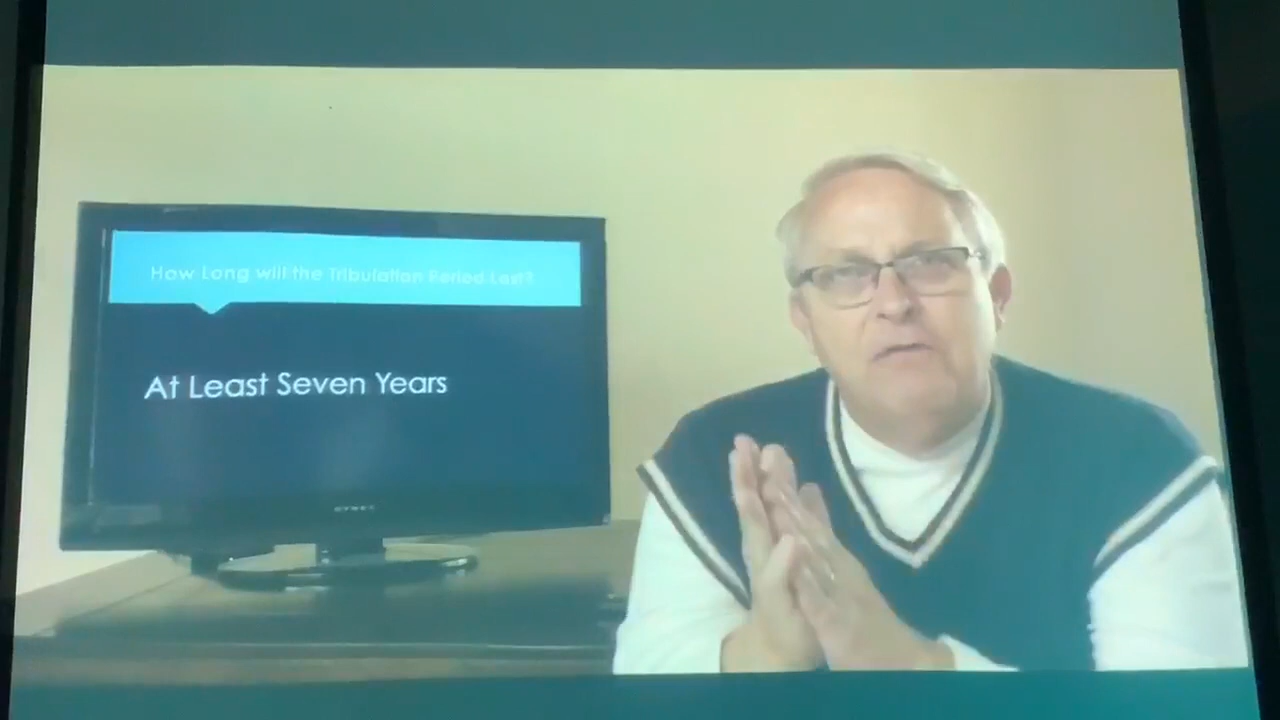 How Long will the Tribulation Period Last?
At Least Seven Years